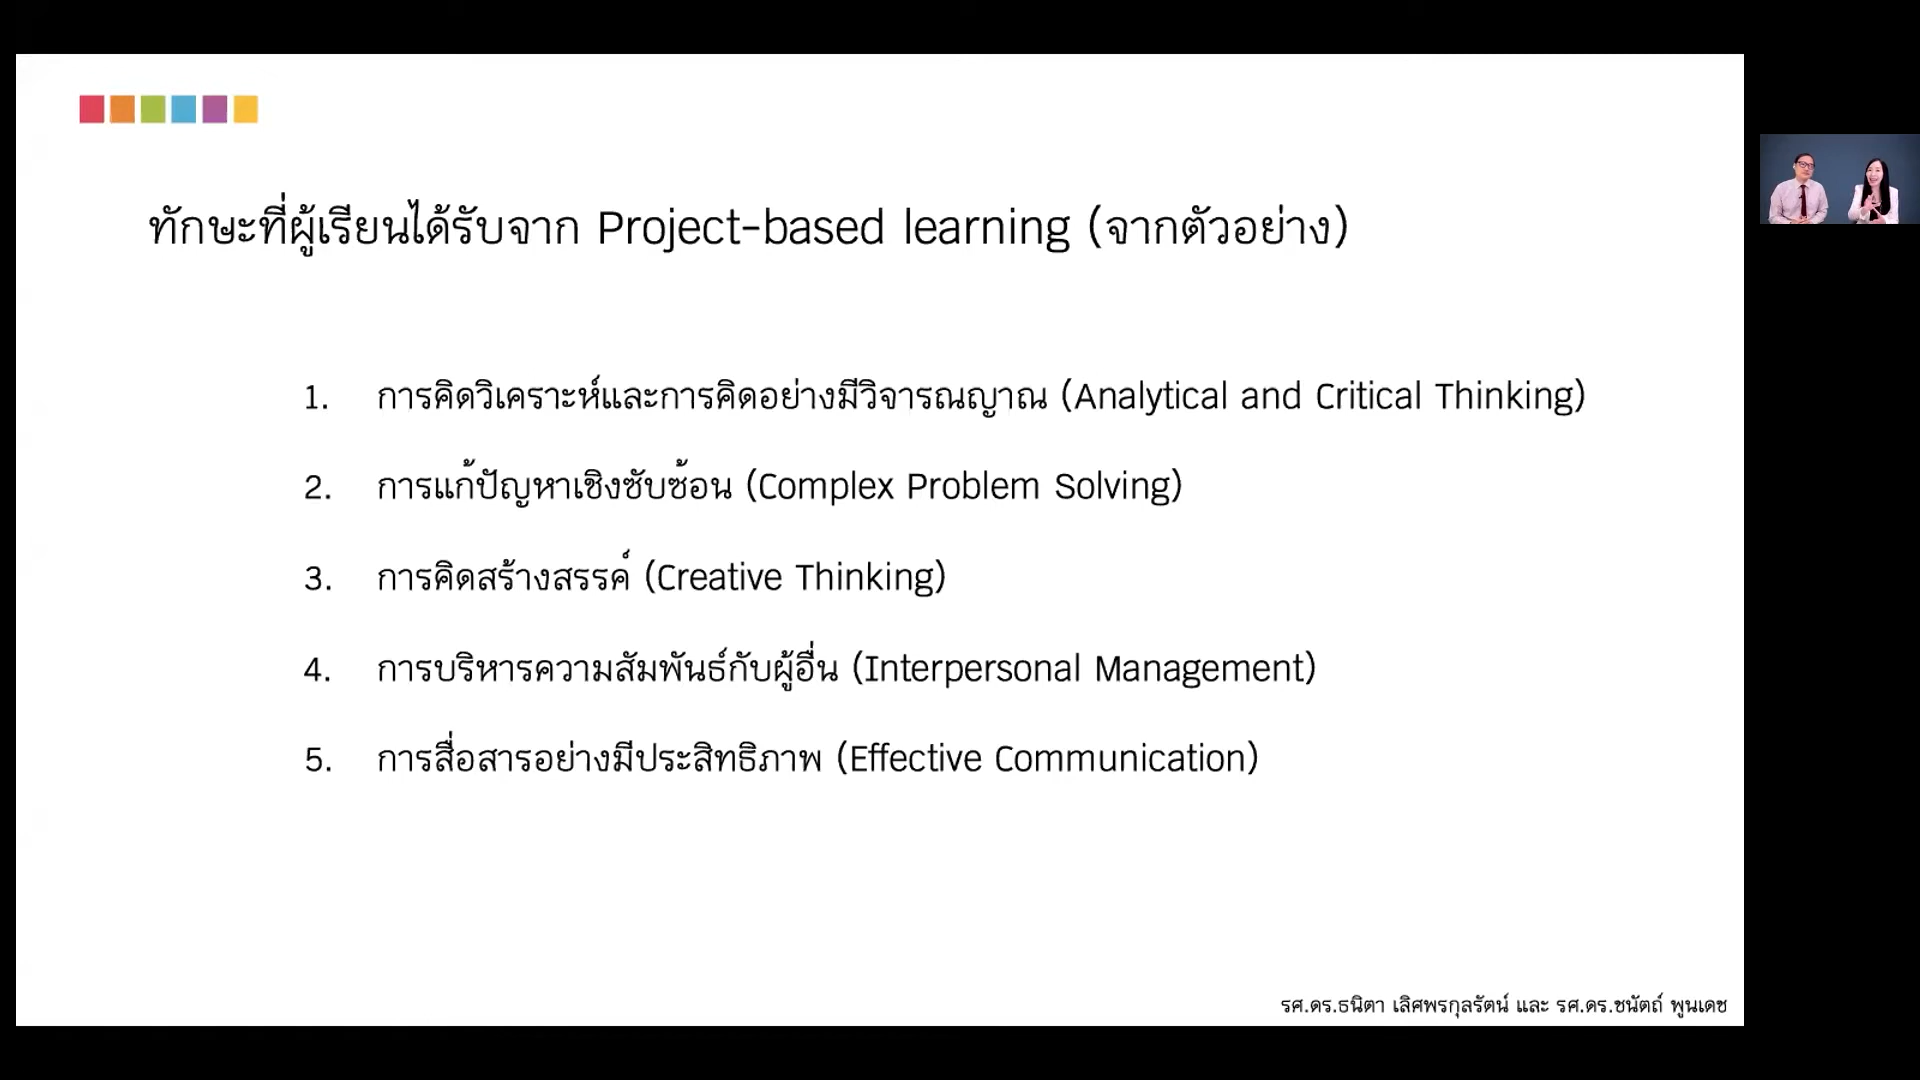 ทักษะที่ผู้เรียนได้รับจาก Project-based learning (จากตัวอย่าง)
1. การคิดวิเคราะห์และการคิดอย่างมีวิจารณญาณ (Analytical and Critical Thinking)
2. การแก้ปัญหาเชิงซับซ้อน (Complex Problem Solving)
3. การคิดสร้างสรรค์ (Creative Thinking)
4. การบริหารความสัมพันธ์กับผู้อื่น (Interpersonal Management)
5. การสื่อสารอย่างมีประสิทธิภาพ (Effective Communication)
รศ.ดร.ธนิตา เลิศพรกุลรัตน์ และ รศ.ดร.ชนัตถ์ พูนเดช